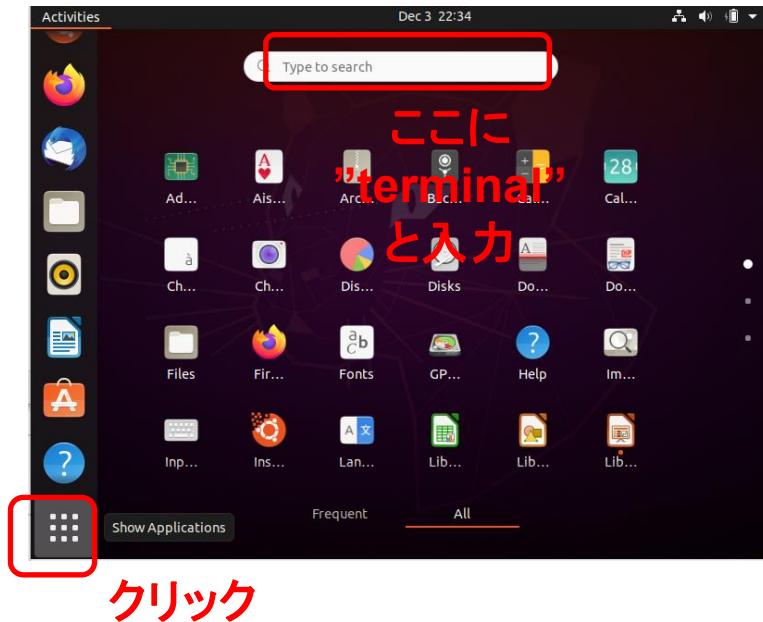 Activities
Dec 3 22:34
Type to search
ここに
”terminal”
と入力
28
Ad...
Ais...
Arc...
Bac...
Cal...
Cal...
Ch...
Ch...
Dis...
Disks
Do...
Do...
Files
Fir...
Fonts
GP...
Help
Im...
Inp...
Ins...
Lan...
Lib...
Lib...
Lib...
Frequent
All
Show Applications
クリック